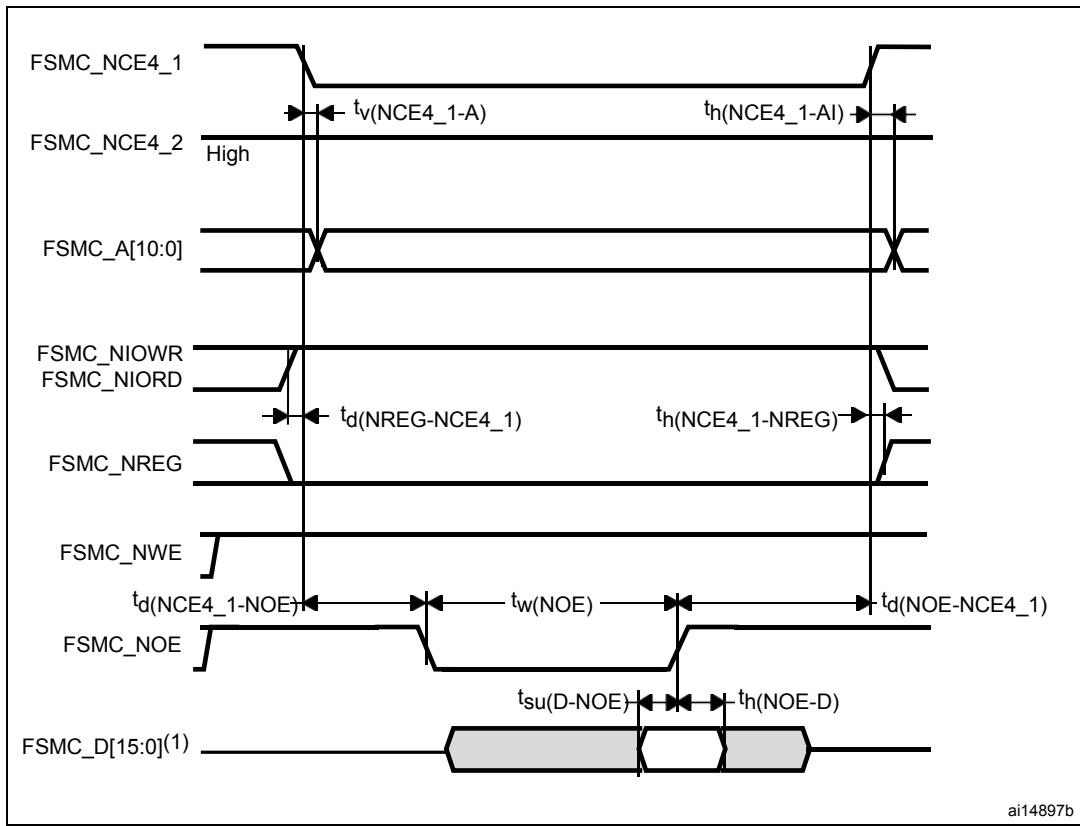 FSMC_NCE4_1
tv(NCE4_1-A)
th(NCE4_1-AI)
FSMC_NCE4_2
High
FSMC_A[10:0]
FSMC_NIOWR
FSMC_NIORD
td(NREG-NCE4_1)
th(NCE4_1-NREG)
FSMC_NREG
FSMC_NWE
td(NCE4_1-NOE)
tw(NOE)
td(NOE-NCE4_1)
FSMC_NOE
tsu(D-NOE)
th(NOE-D)
FSMC_D[15:0](1)
ai14897b